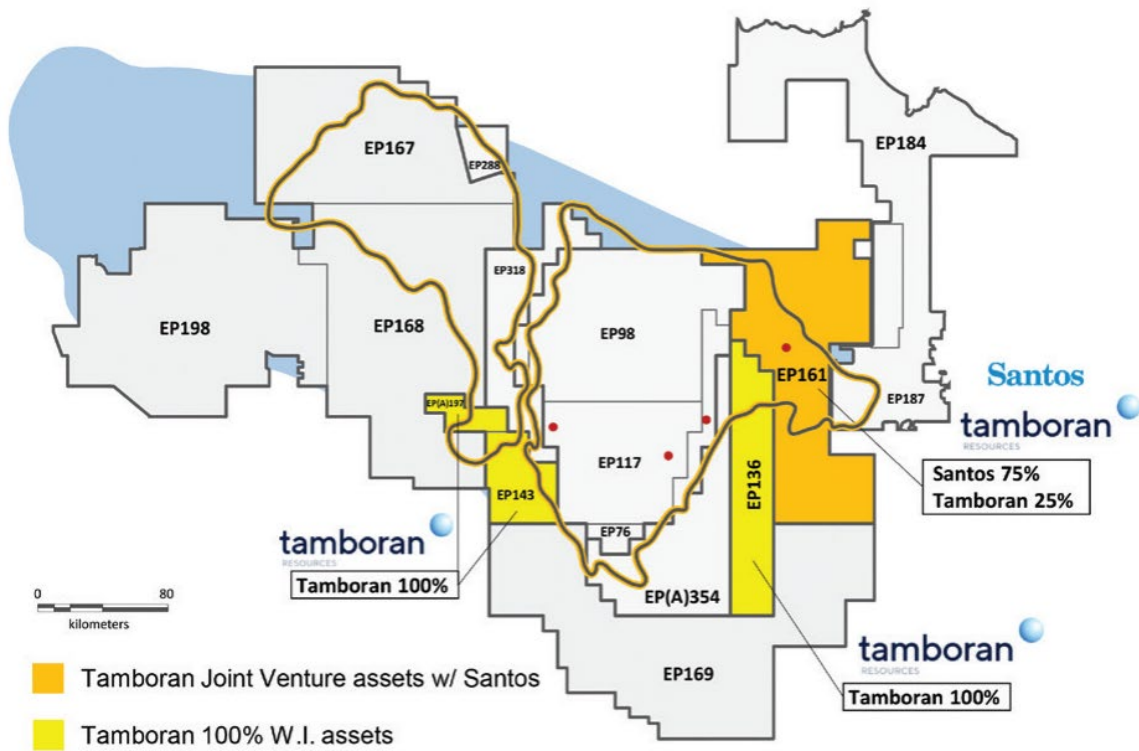 EP167
EP288
EP184
EP318
EP198
EP168
EP98
EP161
EP187
EP(A)197
EP117
EP136
EP143
EP76
EP(A)354
EP169
Santos
tamboran
RESOURCES
Santos 75%
Tamboran 25%
tamboran
RESOURCES
Tamboran 100%
tamboran
RESOURCES
Tamboran 100%
0 80
kilometers
Tamboran Joint Venture assets w/ Santos
Tamboran 100% W.I. assets